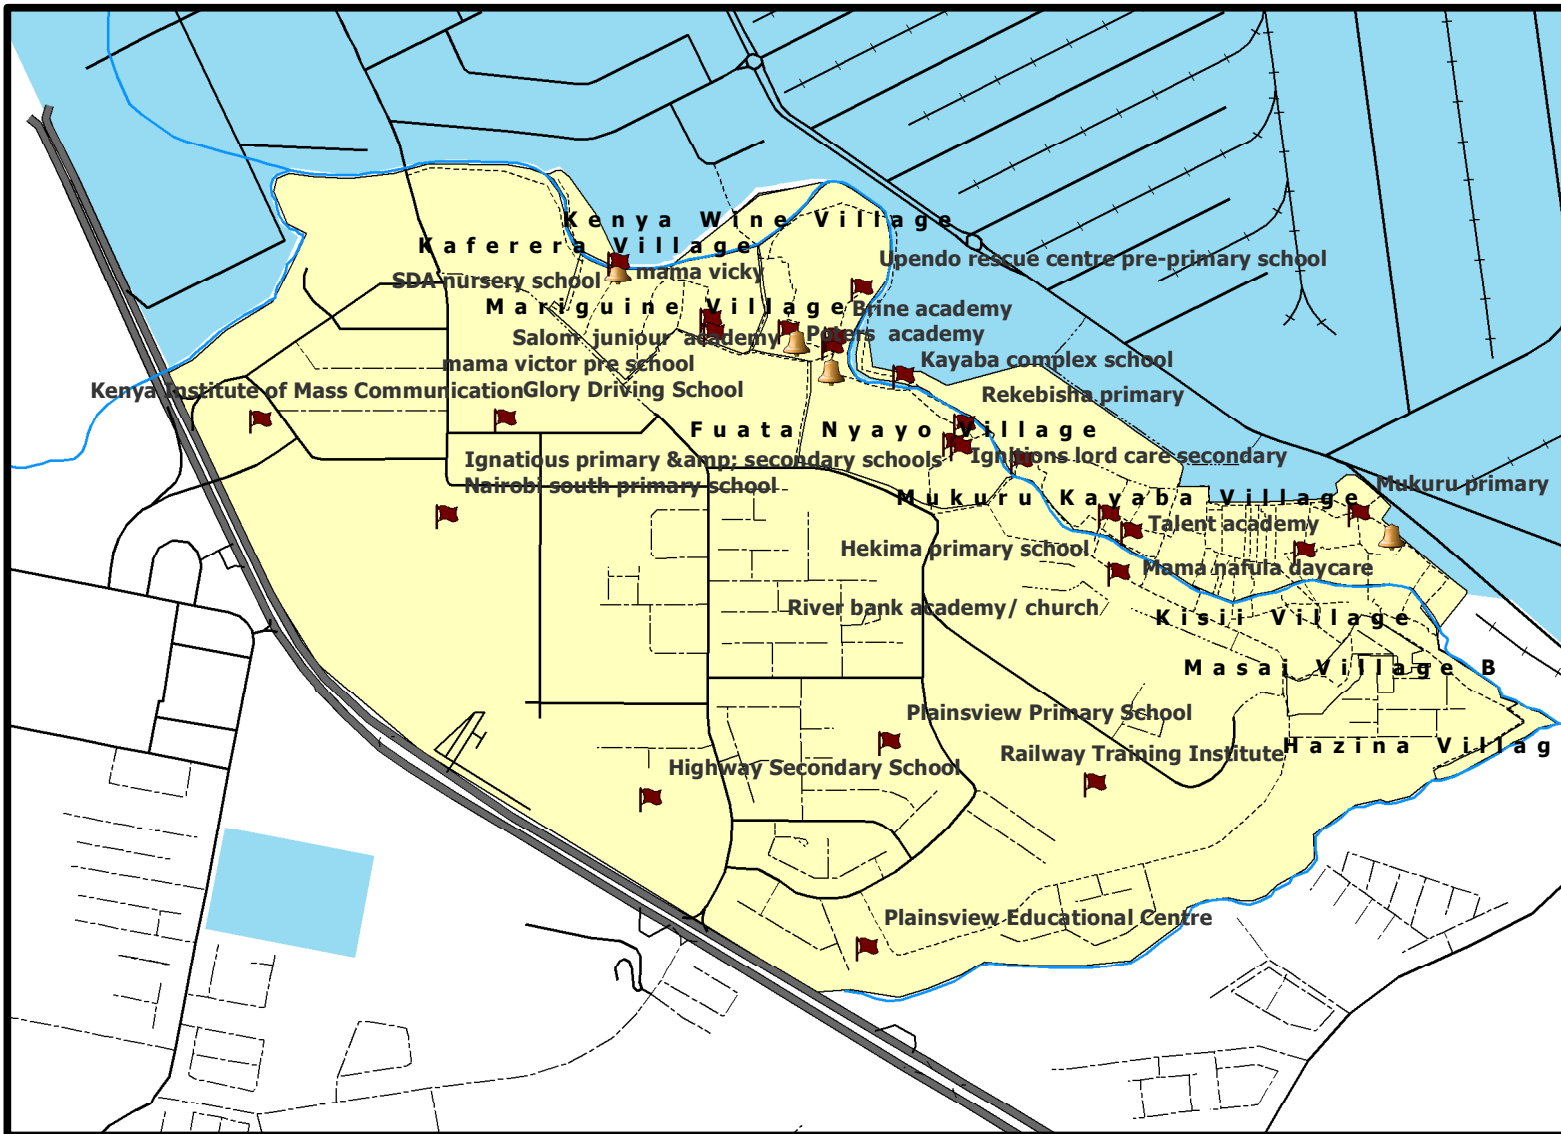 Kenya Wine Village
Kaferera Village
Upendo rescue centre pre-primary school
SDA nursery school
mama vicky
Mariguine Village
Brine academy
Salom juniour academy
Peters academy
mama victor pre school
Kayaba complex school
Kenya Institute of Mass Communication
Glory Driving School
Rekebisha primary
Fuata Nyayo Village
Ignatious primary &amp; secondary schools
Ignitions lord care secondary
Nairobi south primary school
Mukuru primary
Mukuru Kayaba Village
Talent academy
Hekima primary school
Mama nafula daycare
River bank academy/ church
Kisii Village
Masai Village B
Plainsview Primary School
Railway Training Institute
Hazina Villag
Highway Secondary School
Plainsview Educational Centre